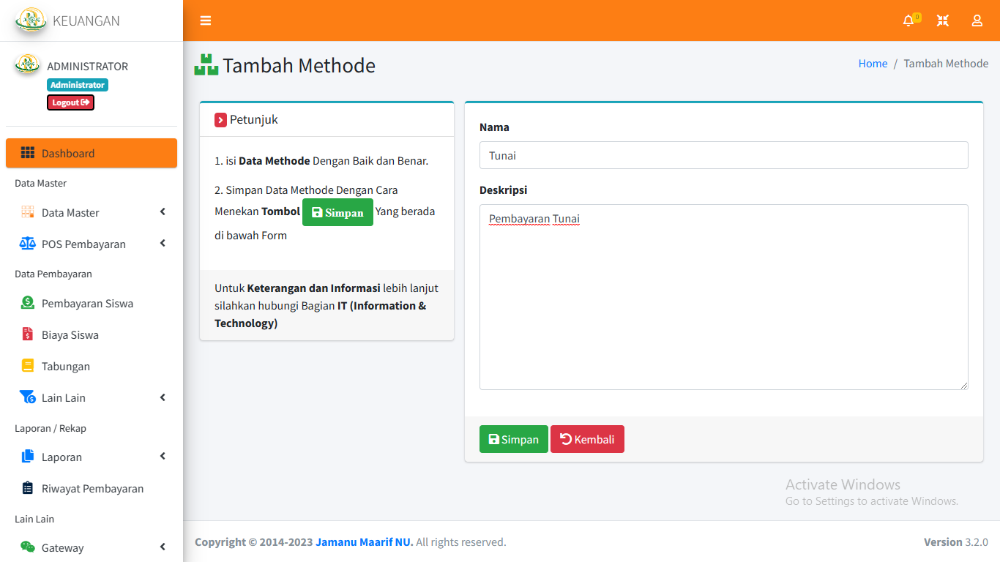 KEUANGAN
0
ADMINISTRATOR
Administrator
Logout
Dashboard
Data Master
Data Master
POS Pembayaran
Data Pembayaran
Pembayaran Siswa
Biaya Siswa
Tabungan
Lain Lain
Laporan / Rekap
Laporan
Riwayat Pembayaran
Lain Lain
Gateway
Tambah Methode
Home / Tambah Methode
Petunjuk
1. isi Data Methode Dengan Baik dan Benar.
2. Simpan Data Methode Dengan Cara
Menekan Tombol Simpan Yang berada
di bawah Form
Untuk Keterangan dan Informasi lebih lanjut
silahkan hubungi Bagian IT (Information &
Technology)
Nama
Tunai
Deskripsi
Pembayaran Tunai
Simpan Kembali
Activate Windows
Go to Settings to activate Windows.
Copyright © 2014-2023 Jamanu Maarif NU. All rights reserved.
Version 3.2.0